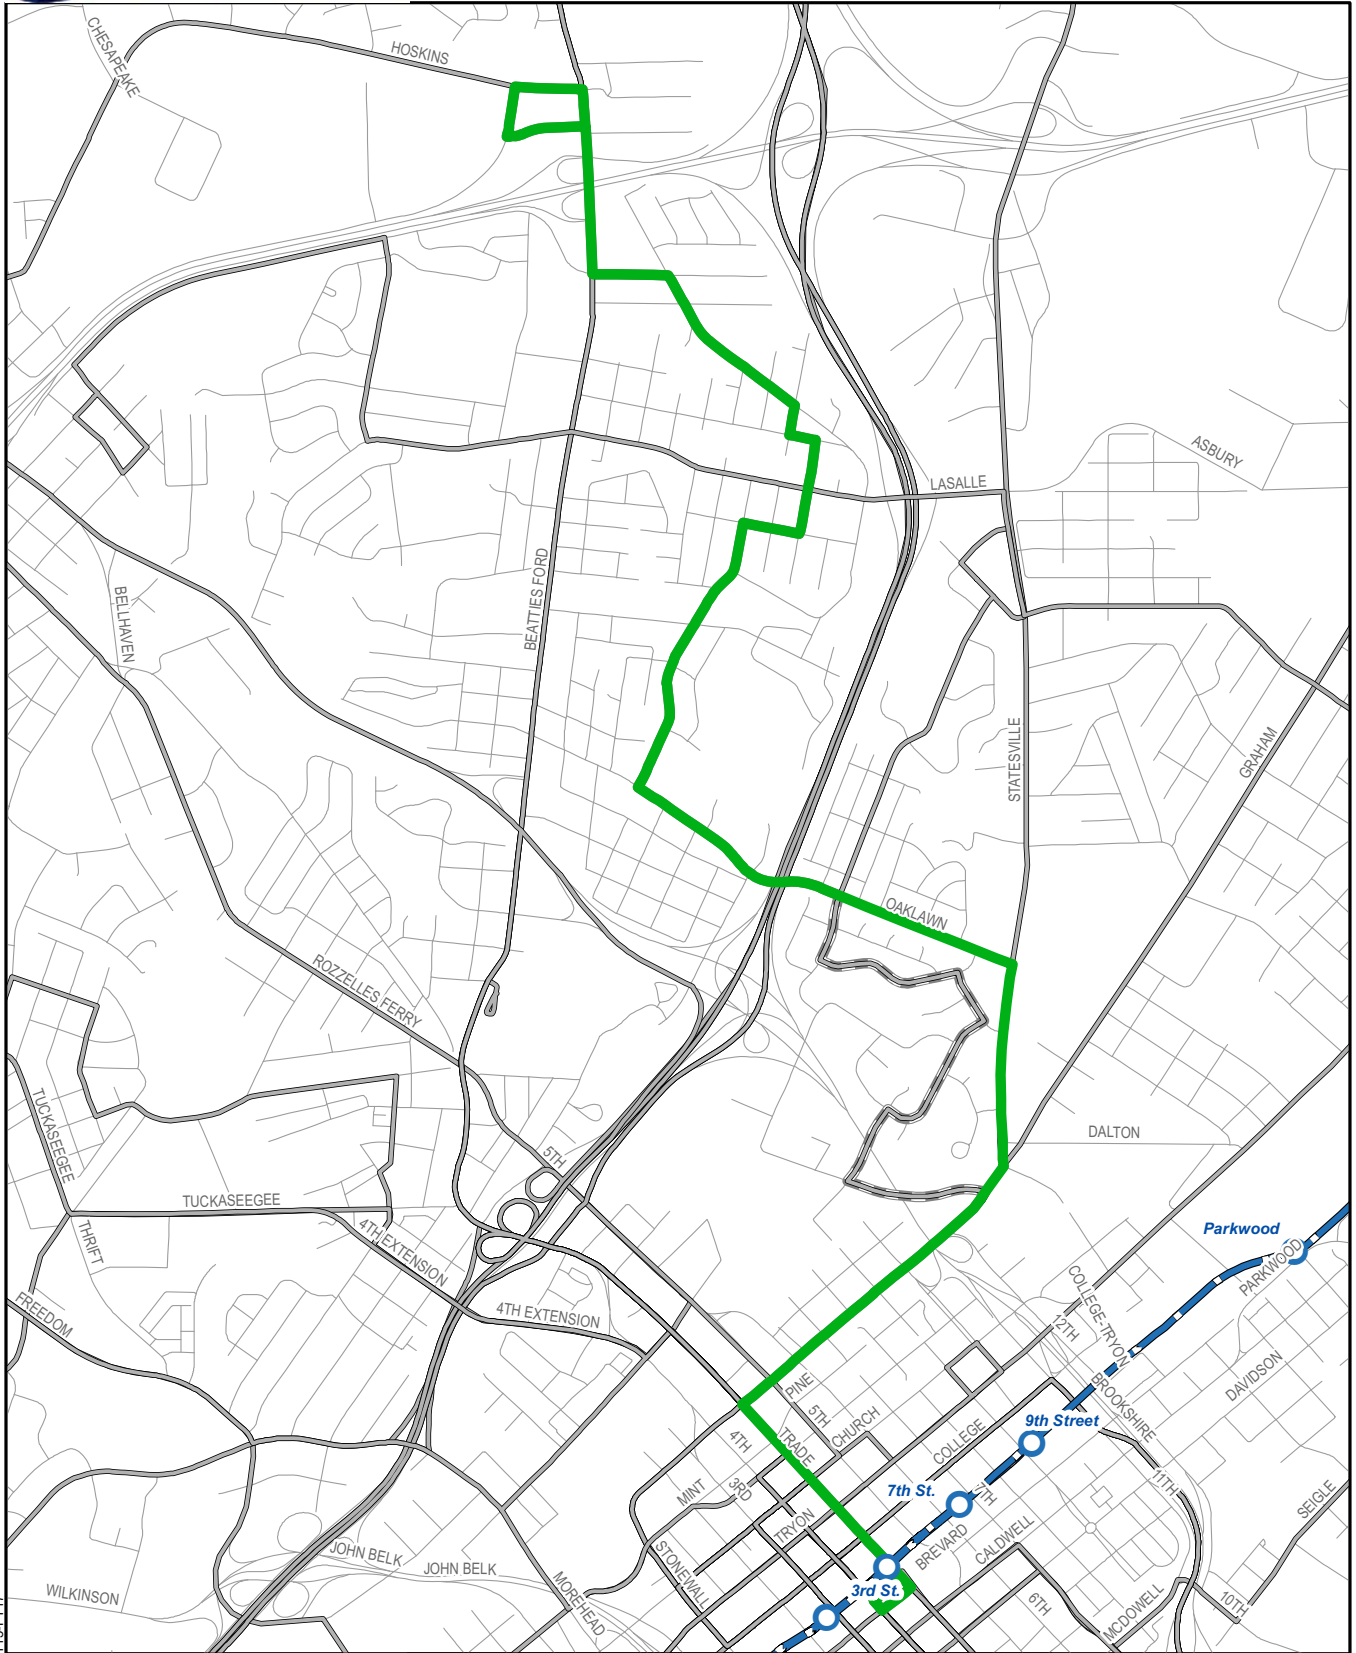 CHESAPEAKE
HOSKINS
ASBURY
LASALLE
BEATTIES FORD
BELLHAVEN
STATESVILLE
GRAHAM
OAKLAWN
ROZZELLES FERRY
TUCKASEEGEE
DALTON
5TH
TUCKASEEGEE
THRIFT
4TH EXTENSION
Parkwood
PARKWOOD
FREEDOM
4TH EXTENSION
COLLEGE-TRYON
12TH
DAVIDSON
PINE
BROOKSHIRE
5TH
CHURCH
9th Street
4TH
TRADE
COLLEGE
11TH
MINT
3RD
7th St.
7TH
SEIGLE
TRYON
BREVARD
CALDWELL
JOHN BELK
JOHN BELK
STONEWALL
3rd St.
WILKINSON
MOREHEAD
6TH
MCDOWELL
10TH